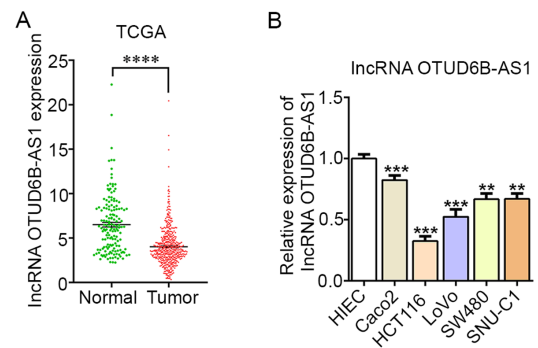 A
TCGA
lncRNA OTUD6B-AS1 expression
25
20
15
10
5
0
****
Normal
Tumor
B
lncRNA OTUD6B-AS1
Relative expression of
lncRNA OTUD6B-AS1
1.5
1.0
0.5
0.0
***
***
***
**
**
HIEC
Caco2
HCT116
LoVo
SW480
SNU-C1